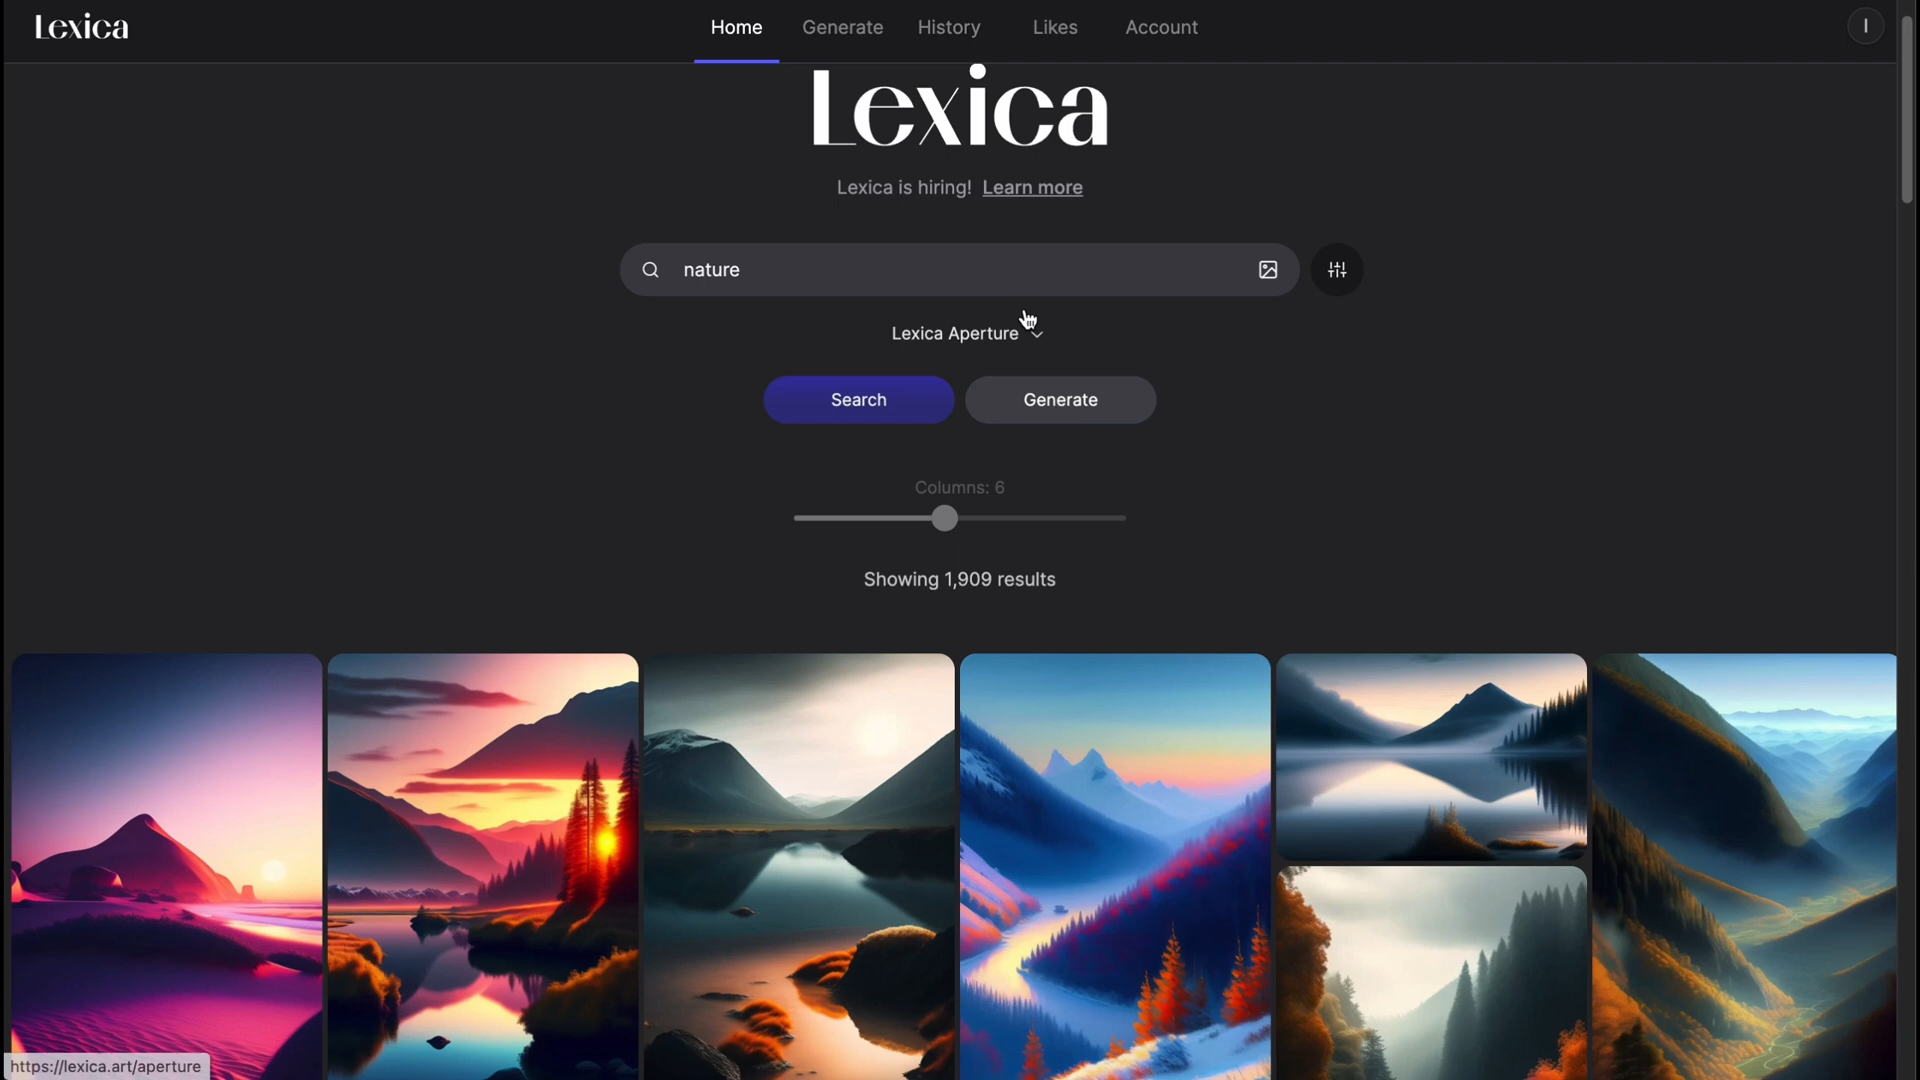 Lexica
Home Generate History Likes Account I
Lexica
Lexica is hiring! Learn more
nature
Lexica Aperture
Search Generate
Columns: 6
Showing 1,909 results
https://lexica.art/aperture